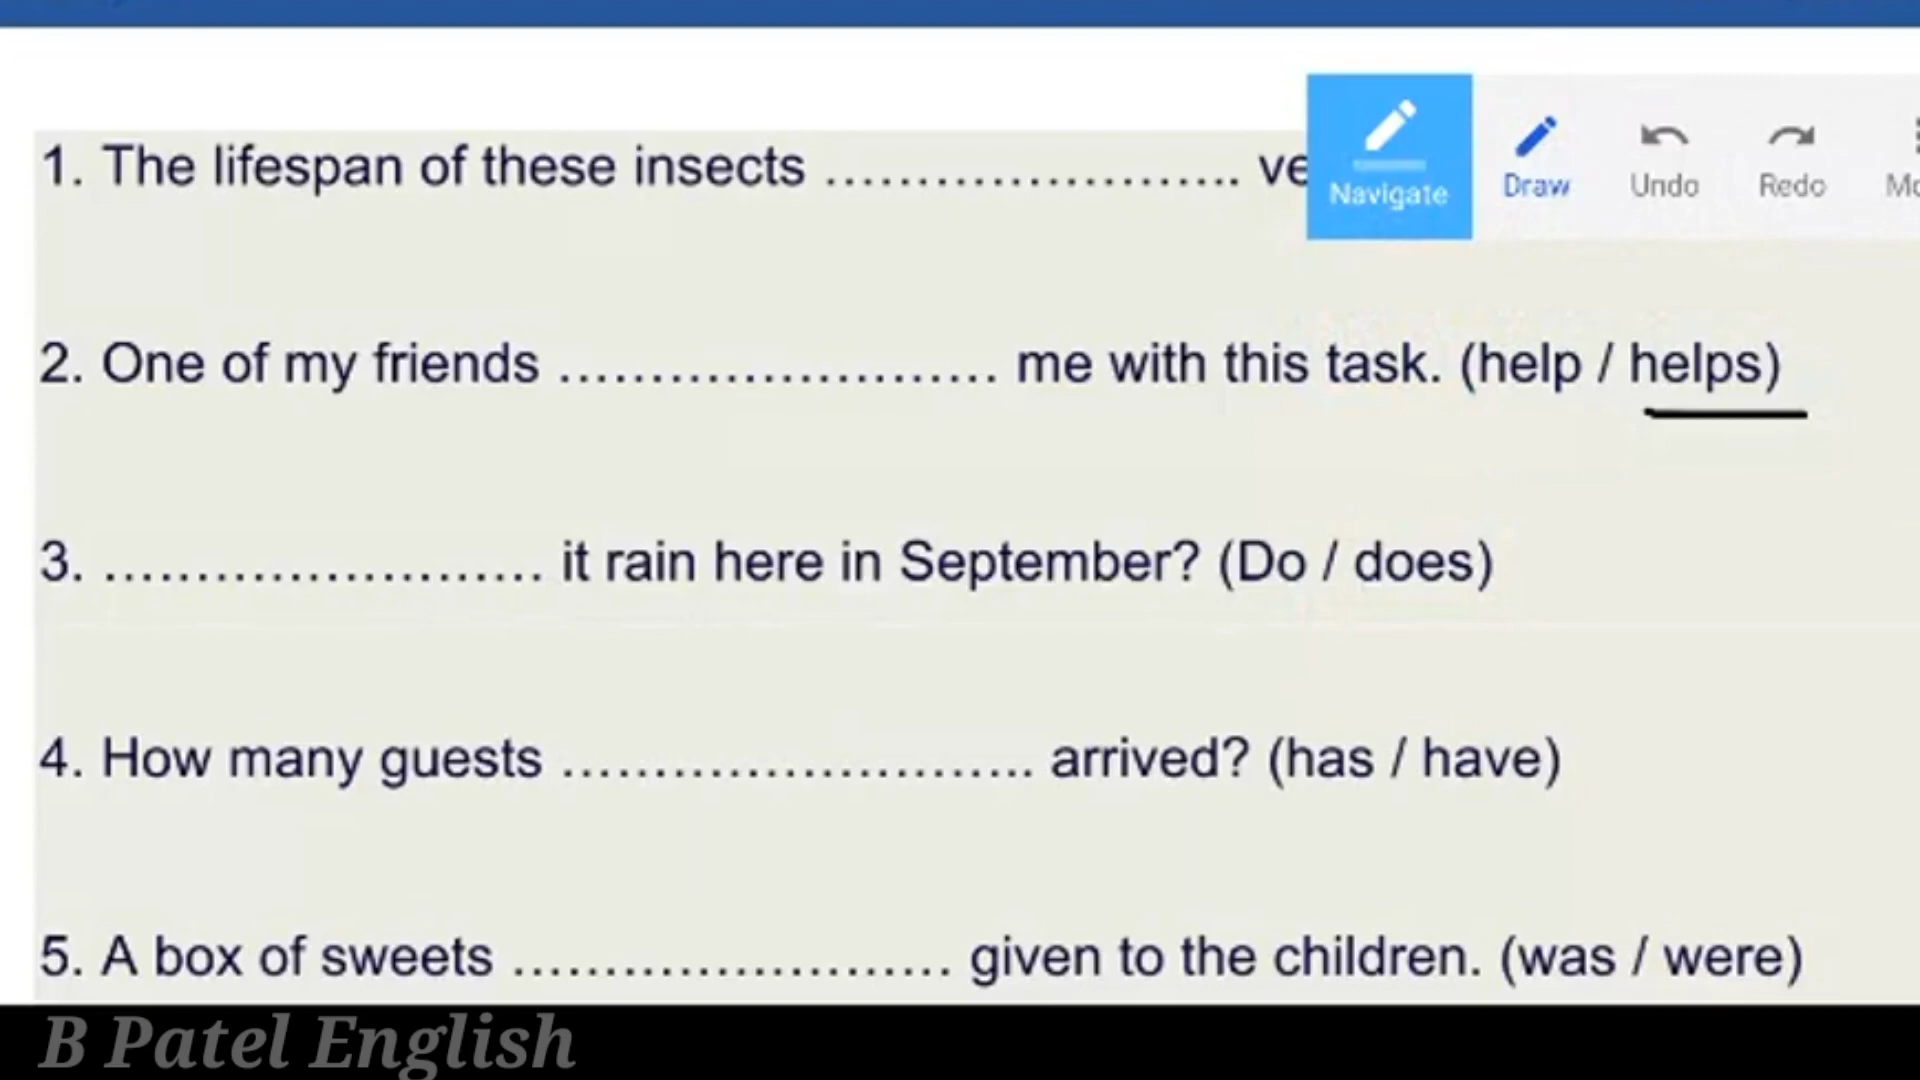 1. The lifespan of these insects ........................ ve
Navigate
Draw
Undo
Redo
2. One of my friends ........................ me with this task. (help / helps)
3. ........................ it rain here in September? (Do / does)
4. How many guests .......................... arrived? (has / have)
5. A box of sweets ........................ given to the children. (was / were)
B Patel English